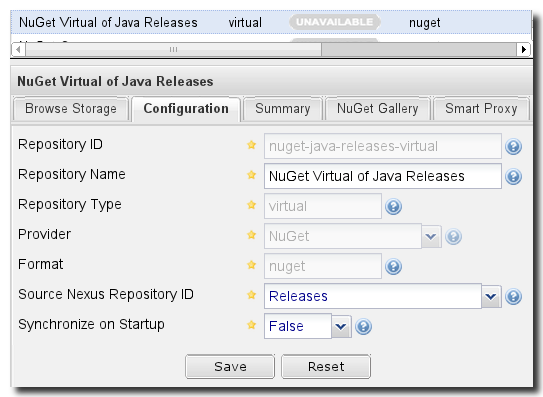 NuGet Virtual of Java Releases virtual UNAVAILABLE nuget
NuGet Virtual of Java Releases
Browse Storage Configuration Summary NuGet Gallery Smart Proxy
Repository ID nuget-java-releases-virtual
Repository Name NuGet Virtual of Java Releases
Repository Type virtual
Provider NuGet
Format nuget
Source Nexus Repository ID Releases
Synchronize on Startup False
Save Reset